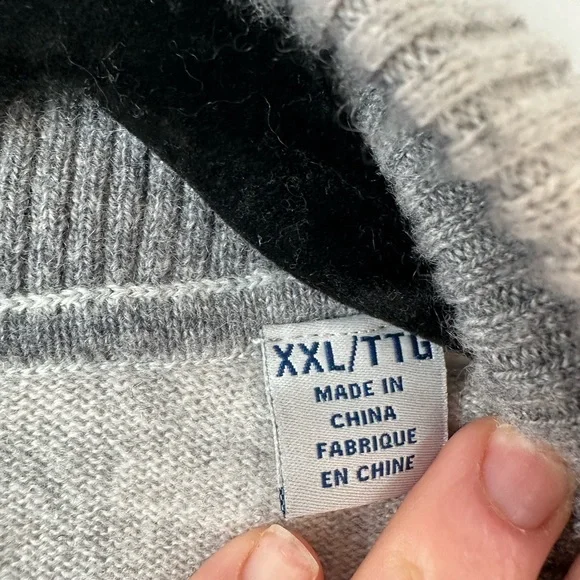 XXL/TTG
MADE IN
CHINA
FABRIQUE
EN CHINE